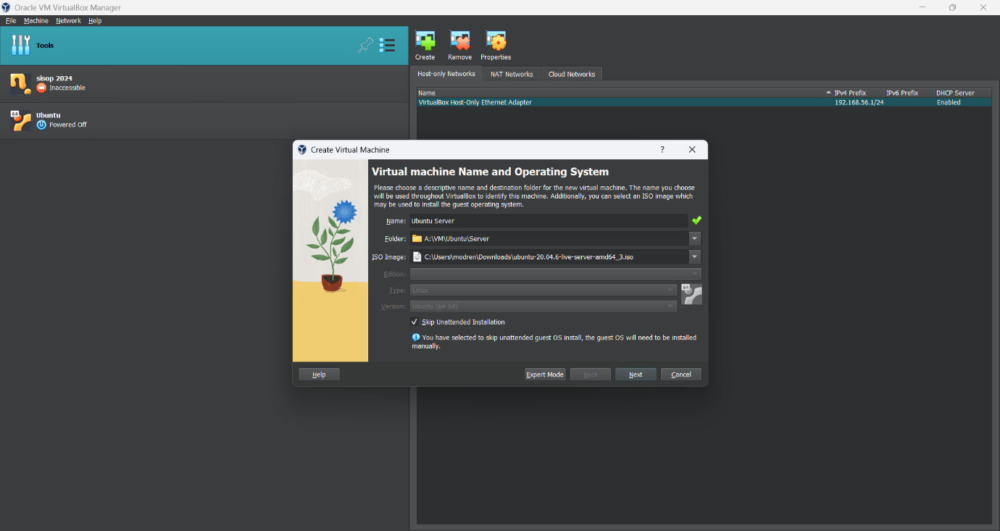 Oracle VM VirtualBox Manager
File Machine Network Help
Tools
sisop 2024
Inaccessible
64
Ubuntu
Powered Off
Create Remove Properties
Host-only Networks NAT Networks Cloud Networks
Name IPv4 Prefix IPv6 Prefix DHCP Server
VirtualBox Host-Only Ethernet Adapter 192.168.56.1/24 Enabled
Create Virtual Machine ?
Virtual machine Name and Operating System
Please choose a descriptive name and destination folder for the new virtual machine. The name you choose
will be used throughout VirtualBox to identify this machine. Additionally, you can select an ISO image which
may be used to install the guest operating system.
Name: Ubuntu Server
Folder: A:\VM\Ubuntu\Server
ISO Image: C:\Users\modren\Downloads\ubuntu-20.04.6-live-server-amd64_3.iso
Edition:
Type: Linux
64
Version: Ubuntu (64-bit)
Skip Unattended Installation
You have selected to skip unattended guest OS install, the guest OS will need to be installed
manually.
Help Expert Mode Back Next Cancel